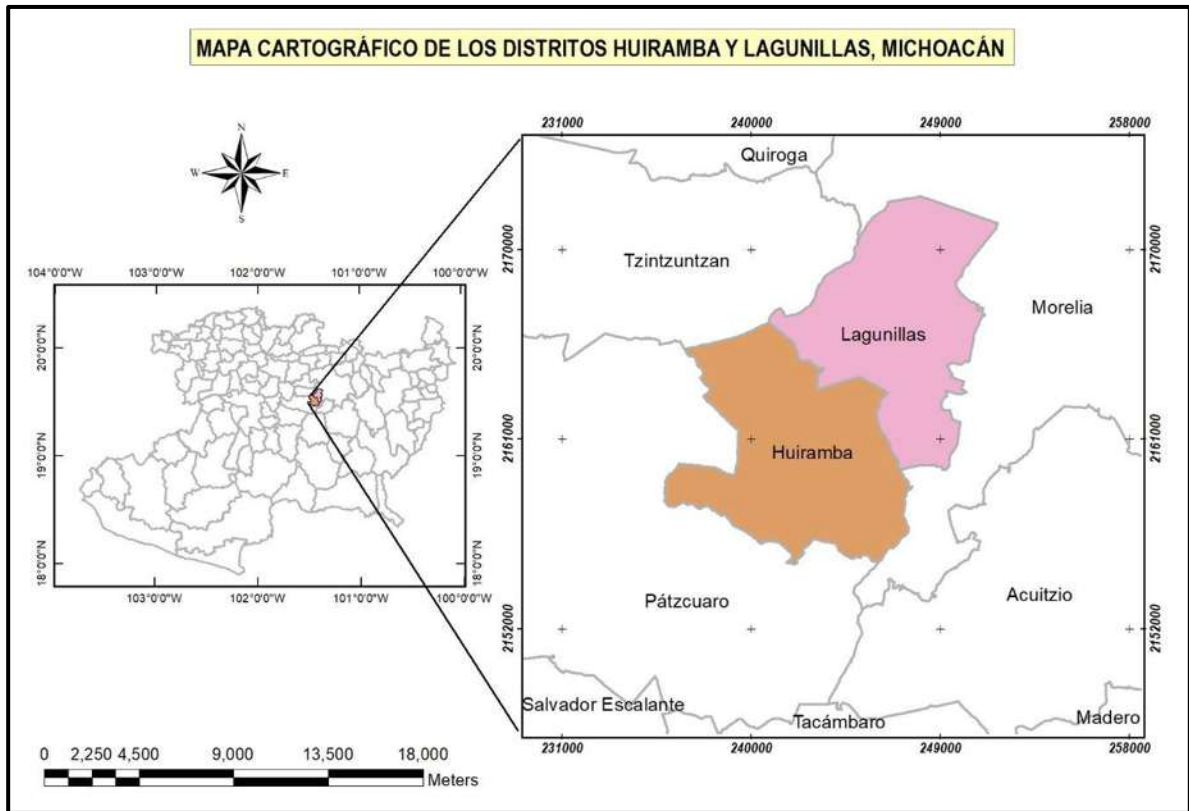 MAPA CARTOGRÁFICO DE LOS DISTRITOS HUIRAMBA Y LAGUNILLAS, MICHOACÁN
N
W E
S
104°0'0"W 103°0'0"W 102°0'0"W 101°0'0"W 100°0'0"W
20°0'0"N 20°0'0"N
19°0'0"N 19°0'0"N
18°0'0"N 18°0'0"N
103°0'0"W 102°0'0"W 101°0'0"W 100°0'0"W
231000 240000 249000 258000
Quiroga
2170000 2170000
Tzintzuntzan
Morelia
Lagunillas
2161000 2161000
Huiramba
Pátzcuaro
Acuitzio
2152000 2152000
Salvador Escalante
Tacámbaro
Madero
231000 240000 249000 258000
0 2,250 4,500 9,000 13,500 18,000
Meters